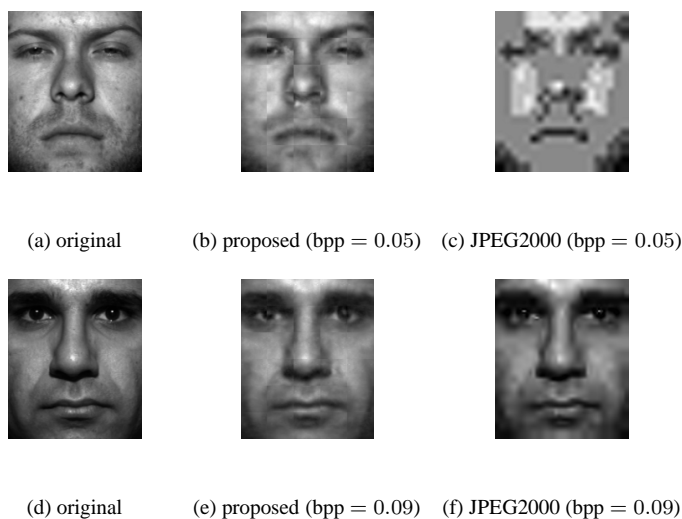 (a) original (b) proposed (bpp = 0.05) (c) JPEG2000 (bpp = 0.05)
(d) original (e) proposed (bpp = 0.09) (f) JPEG2000 (bpp = 0.09)